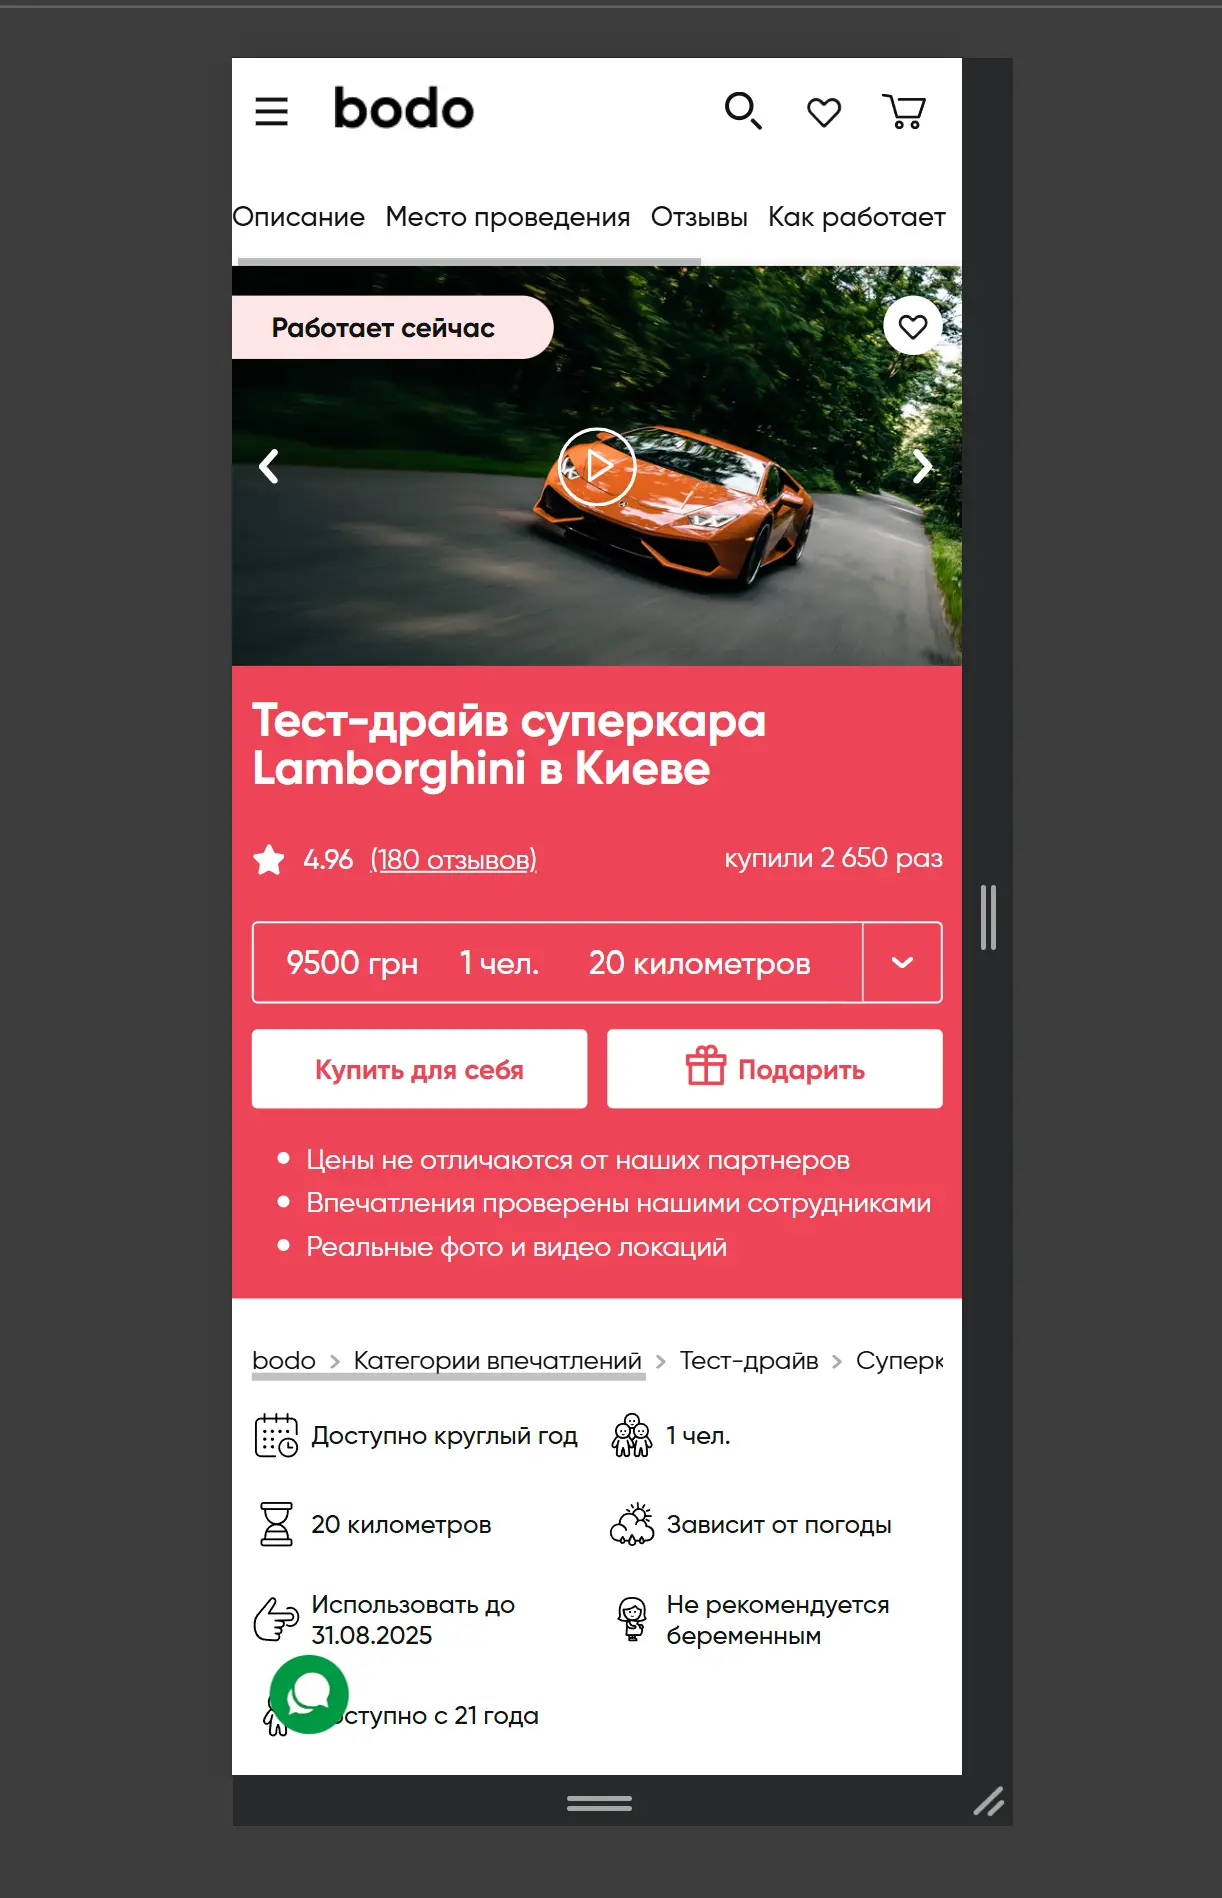 bodo
Описание Место проведения Отзывы Как работает
Работает сейчас
Тест-драйв суперкара
Lamborghini в Киеве
4.96 (180 отзывов) купили 2 650 раз
9500 грн 1 чел. 20 километров
Купить для себя Подарить
Цены не отличаются от наших партнеров
Впечатления проверены нашими сотрудниками
Реальные фото и видео локаций
bodo > Категории впечатлений > Тест-драйв >
Доступно круглый год 1 чел.
20 километров Зависит от погоды
Использовать до
31.08.2025
Не рекомендуется
беременным
с 21 года